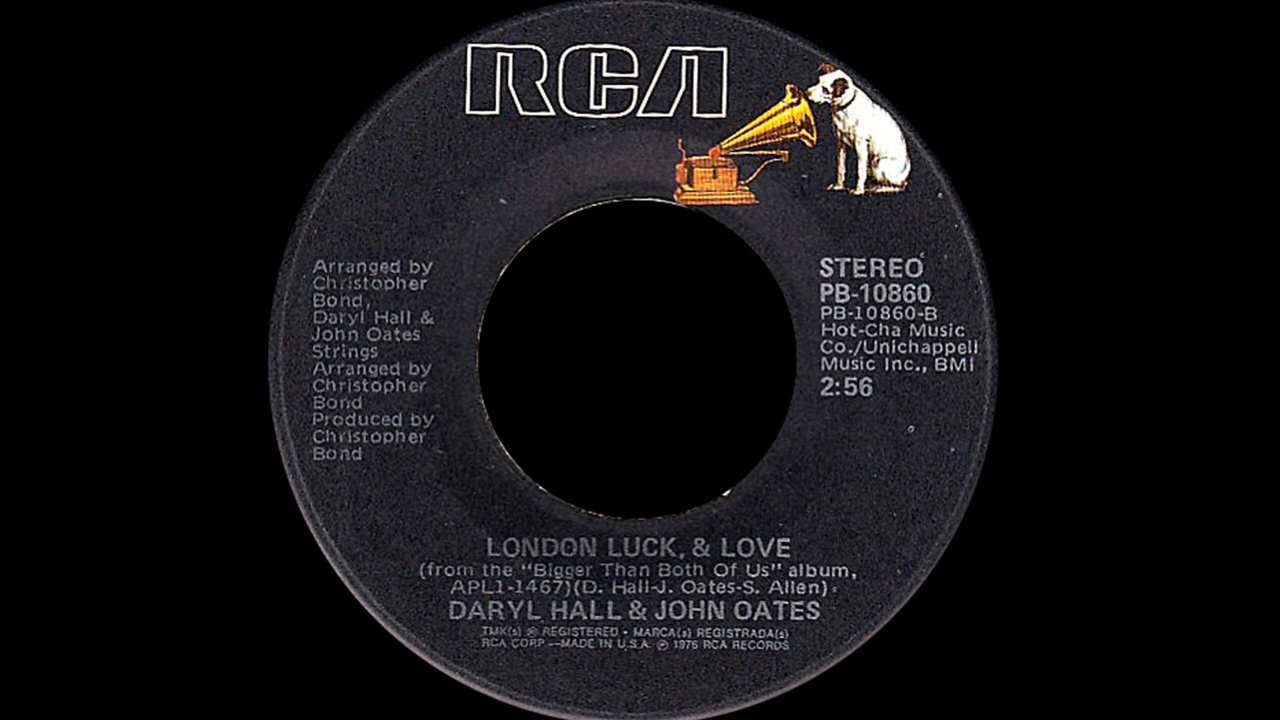 RCA
Arranged by
Christopher
Bond,
Daryl Hall &
John Oates
Strings
Arranged by
Christopher
Bond
Produced by
Christopher
Bond
STEREO
PB-10860
PB-10860-B
Hot-Cha Music
Co./Unichappell
Music Inc., BMI
2:56
LONDON LUCK, & LOVE
(from the "Bigger Than Both Of Us" album,
APL1-1467)(D. Hall-J. Oates-S. Allen)
DARYL HALL & JOHN OATES
TMK(s) ® REGISTERED • MARCA(s) REGISTRADA(s)
RCA CORP.—MADE IN U.S.A. ℗ 1976 RCA RECORDS